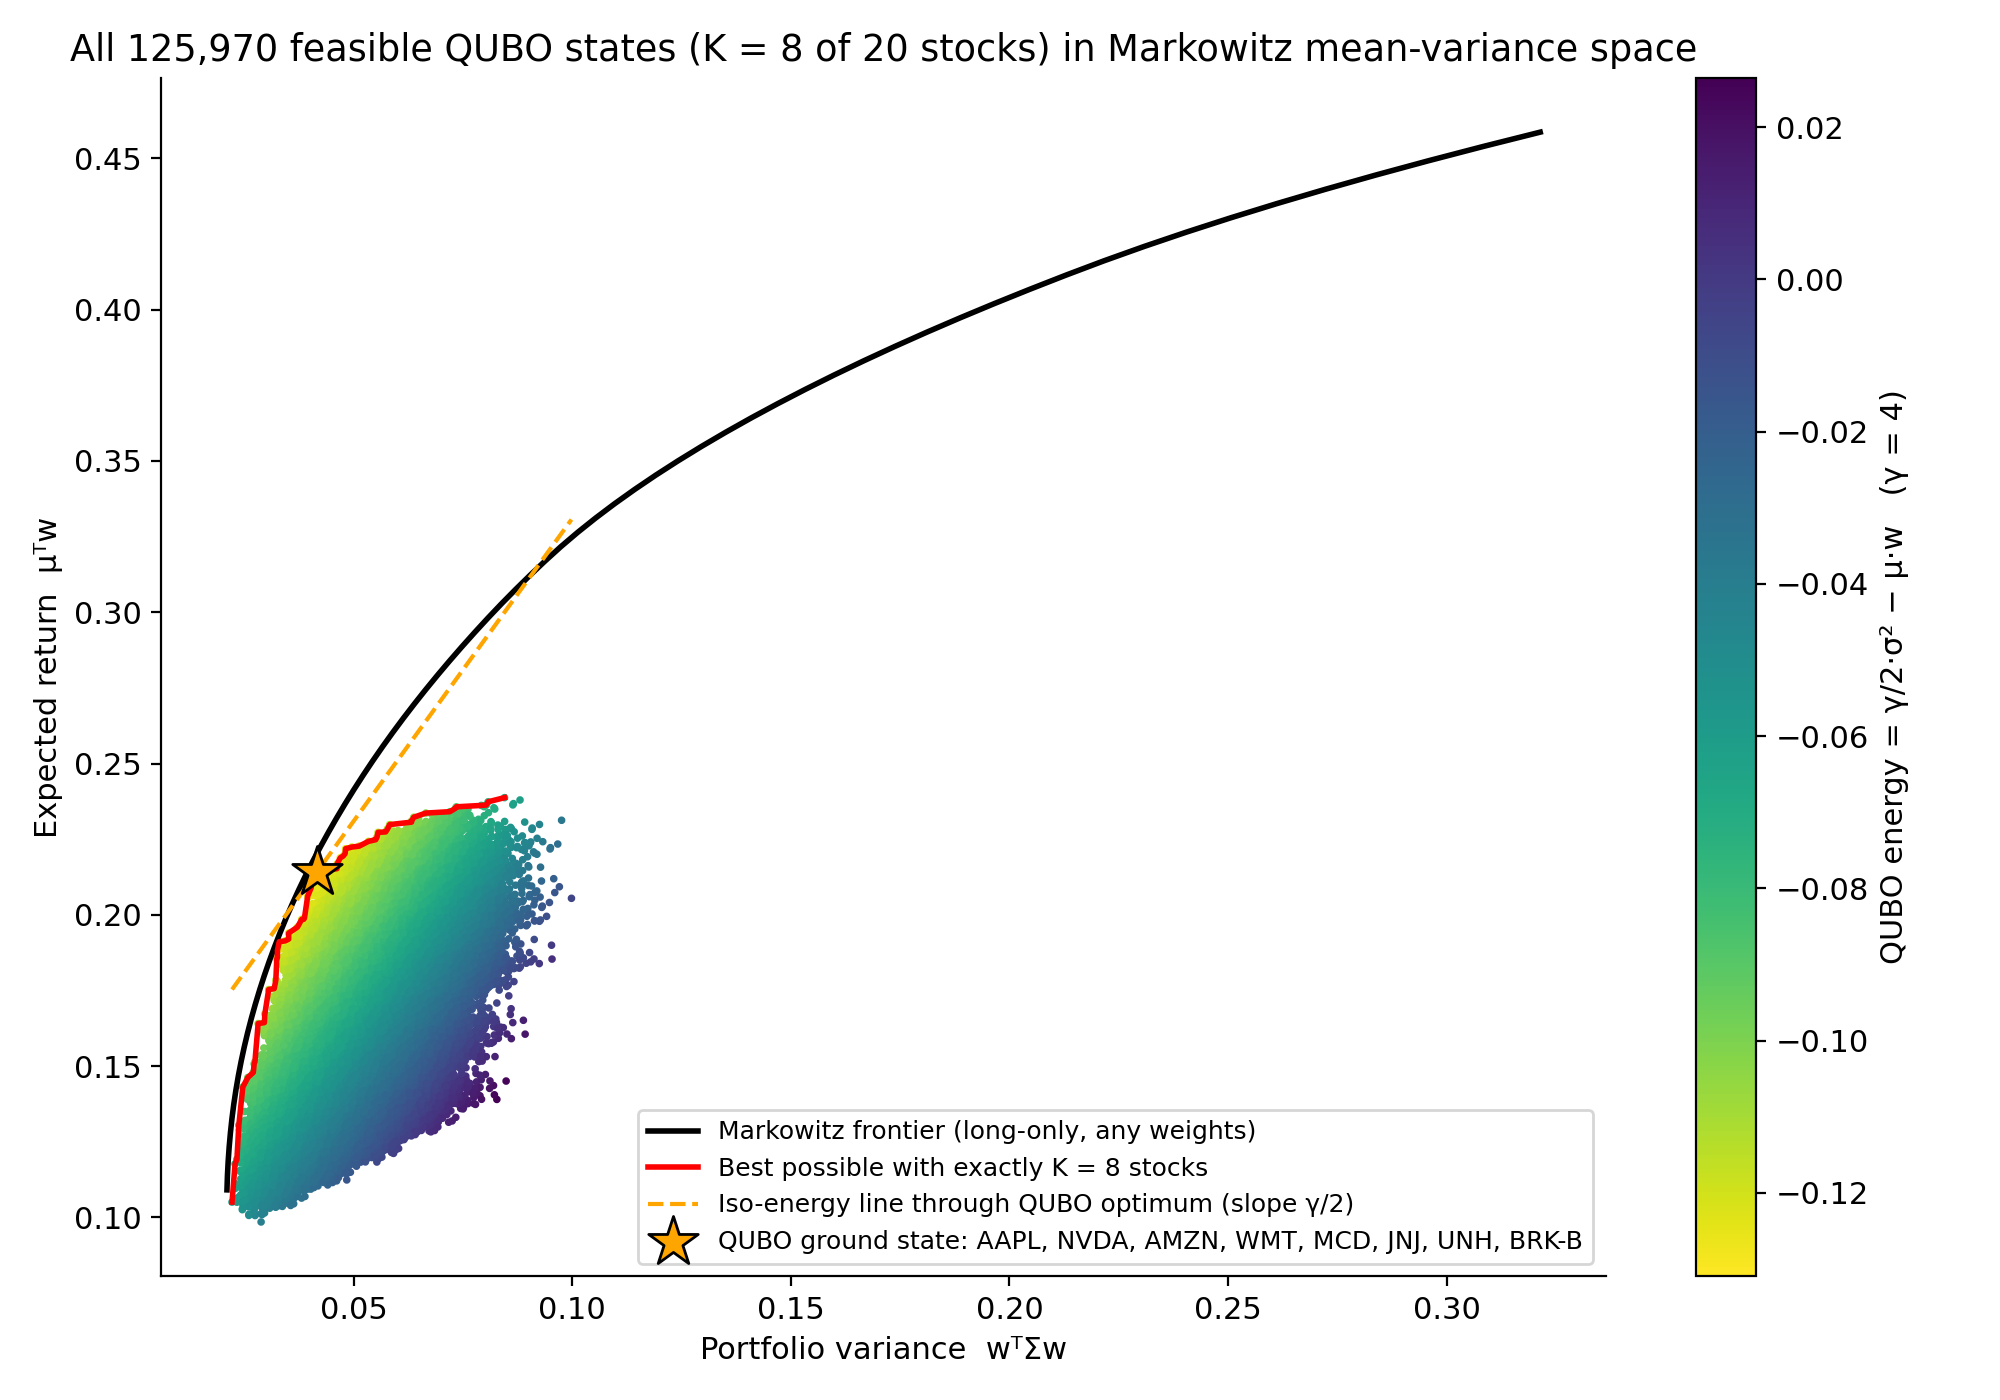 All 125,970 feasible QUBO states (K = 8 of 20 stocks) in Markowitz mean-variance space
0.45
0.40
0.35
0.30
0.25
0.20
0.15
0.10
Expected return μᵀw
0.05
0.10
0.15
0.20
0.25
0.30
Portfolio variance wᵀΣw
Markowitz frontier (long-only, any weights)
Best possible with exactly K = 8 stocks
Iso-energy line through QUBO optimum (slope γ/2)
QUBO ground state: AAPL, NVDA, AMZN, WMT, MCD, JNJ, UNH, BRK-B
0.02
0.00
−0.02
−0.04
−0.06
−0.08
−0.10
−0.12
QUBO energy = γ/2·σ² − μ·w (γ = 4)